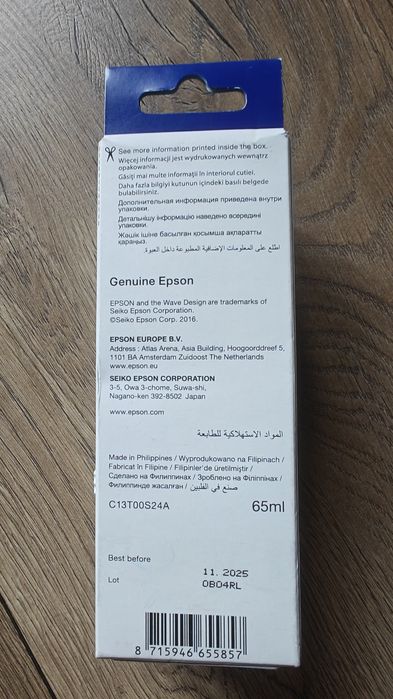 See more information printed inside the box.
Więcej informacji jest wydrukowanych wewnątrz
opakowania.
Găsiți mai multe informații în interiorul cutiei.
Daha fazla bilgiyi kutunun içindeki basılı belgede
bulabilirsiniz.
Дополнительная информация приведена внутри
упаковки.
Детальнішу інформацію наведено всередині
упаковки.
Жәшік ішіне басылған қосымша ақпаратты
қараңыз.
اطلع على المعلومات الإضافية المطبوعة داخل العبوة.
Genuine Epson
EPSON and the Wave Design are trademarks of
Seiko Epson Corporation.
©Seiko Epson Corp. 2016.
EPSON EUROPE B.V.
Address : Atlas Arena, Asia Building, Hoogoorddreef 5,
1101 BA Amsterdam Zuidoost The Netherlands
www.epson.eu
SEIKO EPSON CORPORATION
3-5, Owa 3-chome, Suwa-shi,
Nagano-ken 392-8502 Japan
www.epson.com
المواد الاستهلاكية للطابعة
Made in Philippines / Wyprodukowano na Filipinach /
Fabricat în Filipine / Filipinler'de üretilmiştir /
Сделано на Филиппинах / Зроблено на Філіппінах /
Филиппинде жасалған / صنع في الفلبين
C13T00S24A 65ml
Best before 11. 2025
Lot 0B04RL
8 715946 655857